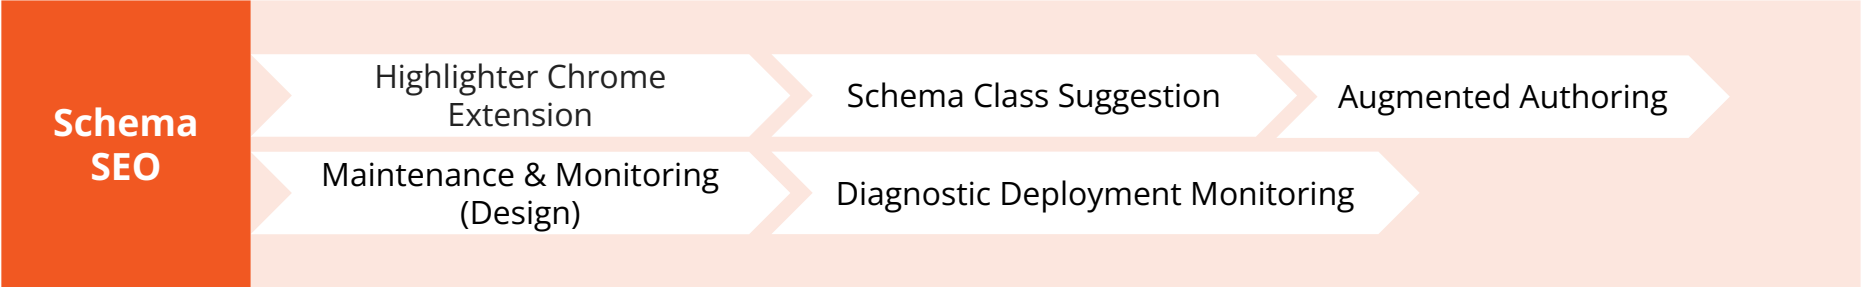 Schema
SEO
Highlighter Chrome
Extension
Schema Class Suggestion
Augmented Authoring
Maintenance & Monitoring
(Design)
Diagnostic Deployment Monitoring